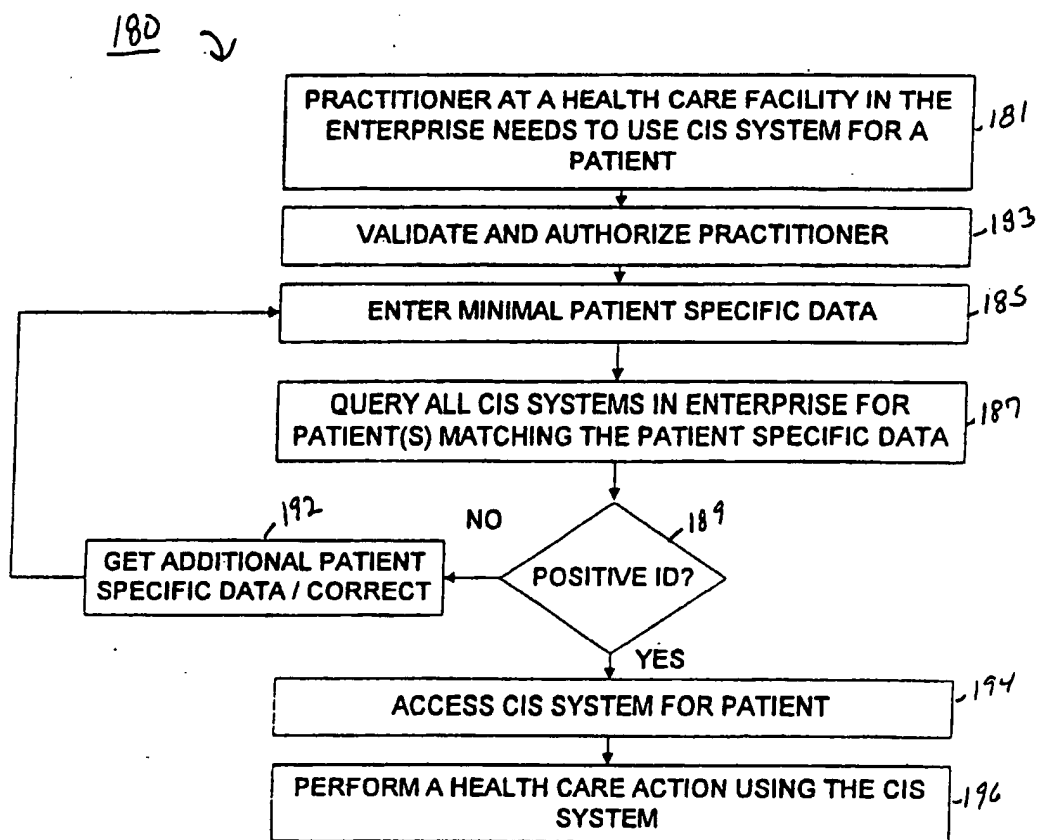 180
PRACTITIONER AT A HEALTH CARE FACILITY IN THE
ENTERPRISE NEEDS TO USE CIS SYSTEM FOR A
PATIENT
181
VALIDATE AND AUTHORIZE PRACTITIONER
183
ENTER MINIMAL PATIENT SPECIFIC DATA
185
QUERY ALL CIS SYSTEMS IN ENTERPRISE FOR
PATIENT(S) MATCHING THE PATIENT SPECIFIC DATA
187
192
NO
189
GET ADDITIONAL PATIENT
SPECIFIC DATA / CORRECT
POSITIVE ID?
YES
ACCESS CIS SYSTEM FOR PATIENT
194
PERFORM A HEALTH CARE ACTION USING THE CIS
SYSTEM
196